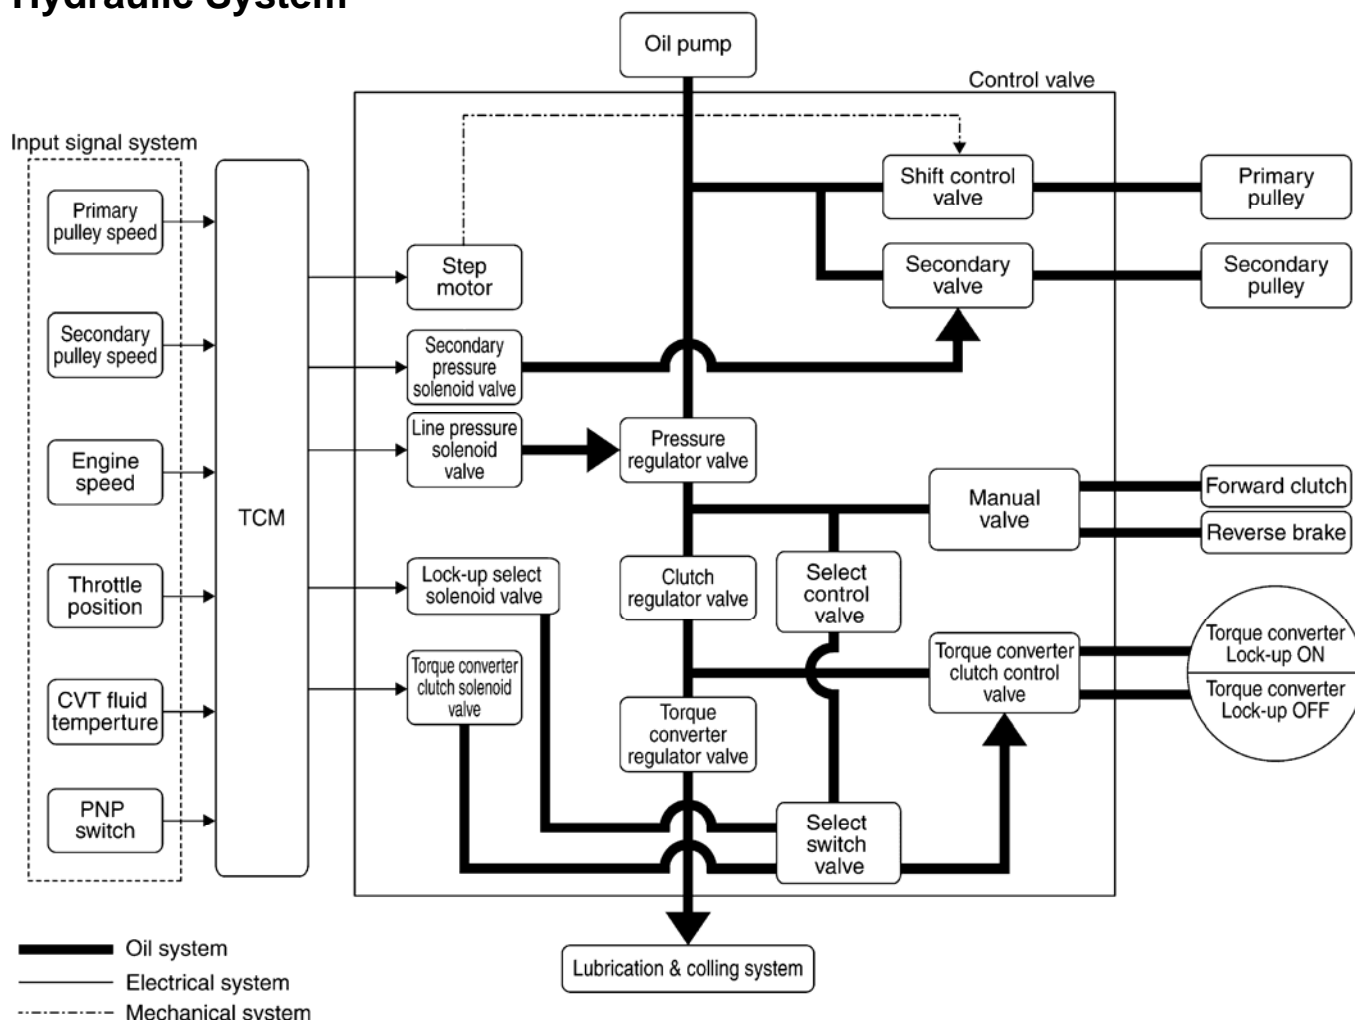 Hydraulic System
Oil pump
Control valve
Input signal system
Primary
pulley speed
Secondary
pulley speed
Engine
speed
Throttle
position
CVT fluid
temperture
PNP
switch
TCM
Step
motor
Secondary
pressure
solenoid valve
Line pressure
solenoid
valve
Lock-up select
solenoid valve
Torque converter
clutch solenoid
valve
Pressure
regulator valve
Clutch
regulator valve
Torque
converter
regulator valve
Shift control
valve
Secondary
valve
Manual
valve
Select
control
valve
Torque converter
clutch control
valve
Select
switch
valve
Primary
pulley
Secondary
pulley
Forward clutch
Reverse brake
Torque converter
Lock-up ON
Torque converter
Lock-up OFF
Lubrication & colling system
Oil system
Electrical system
Mechanical system